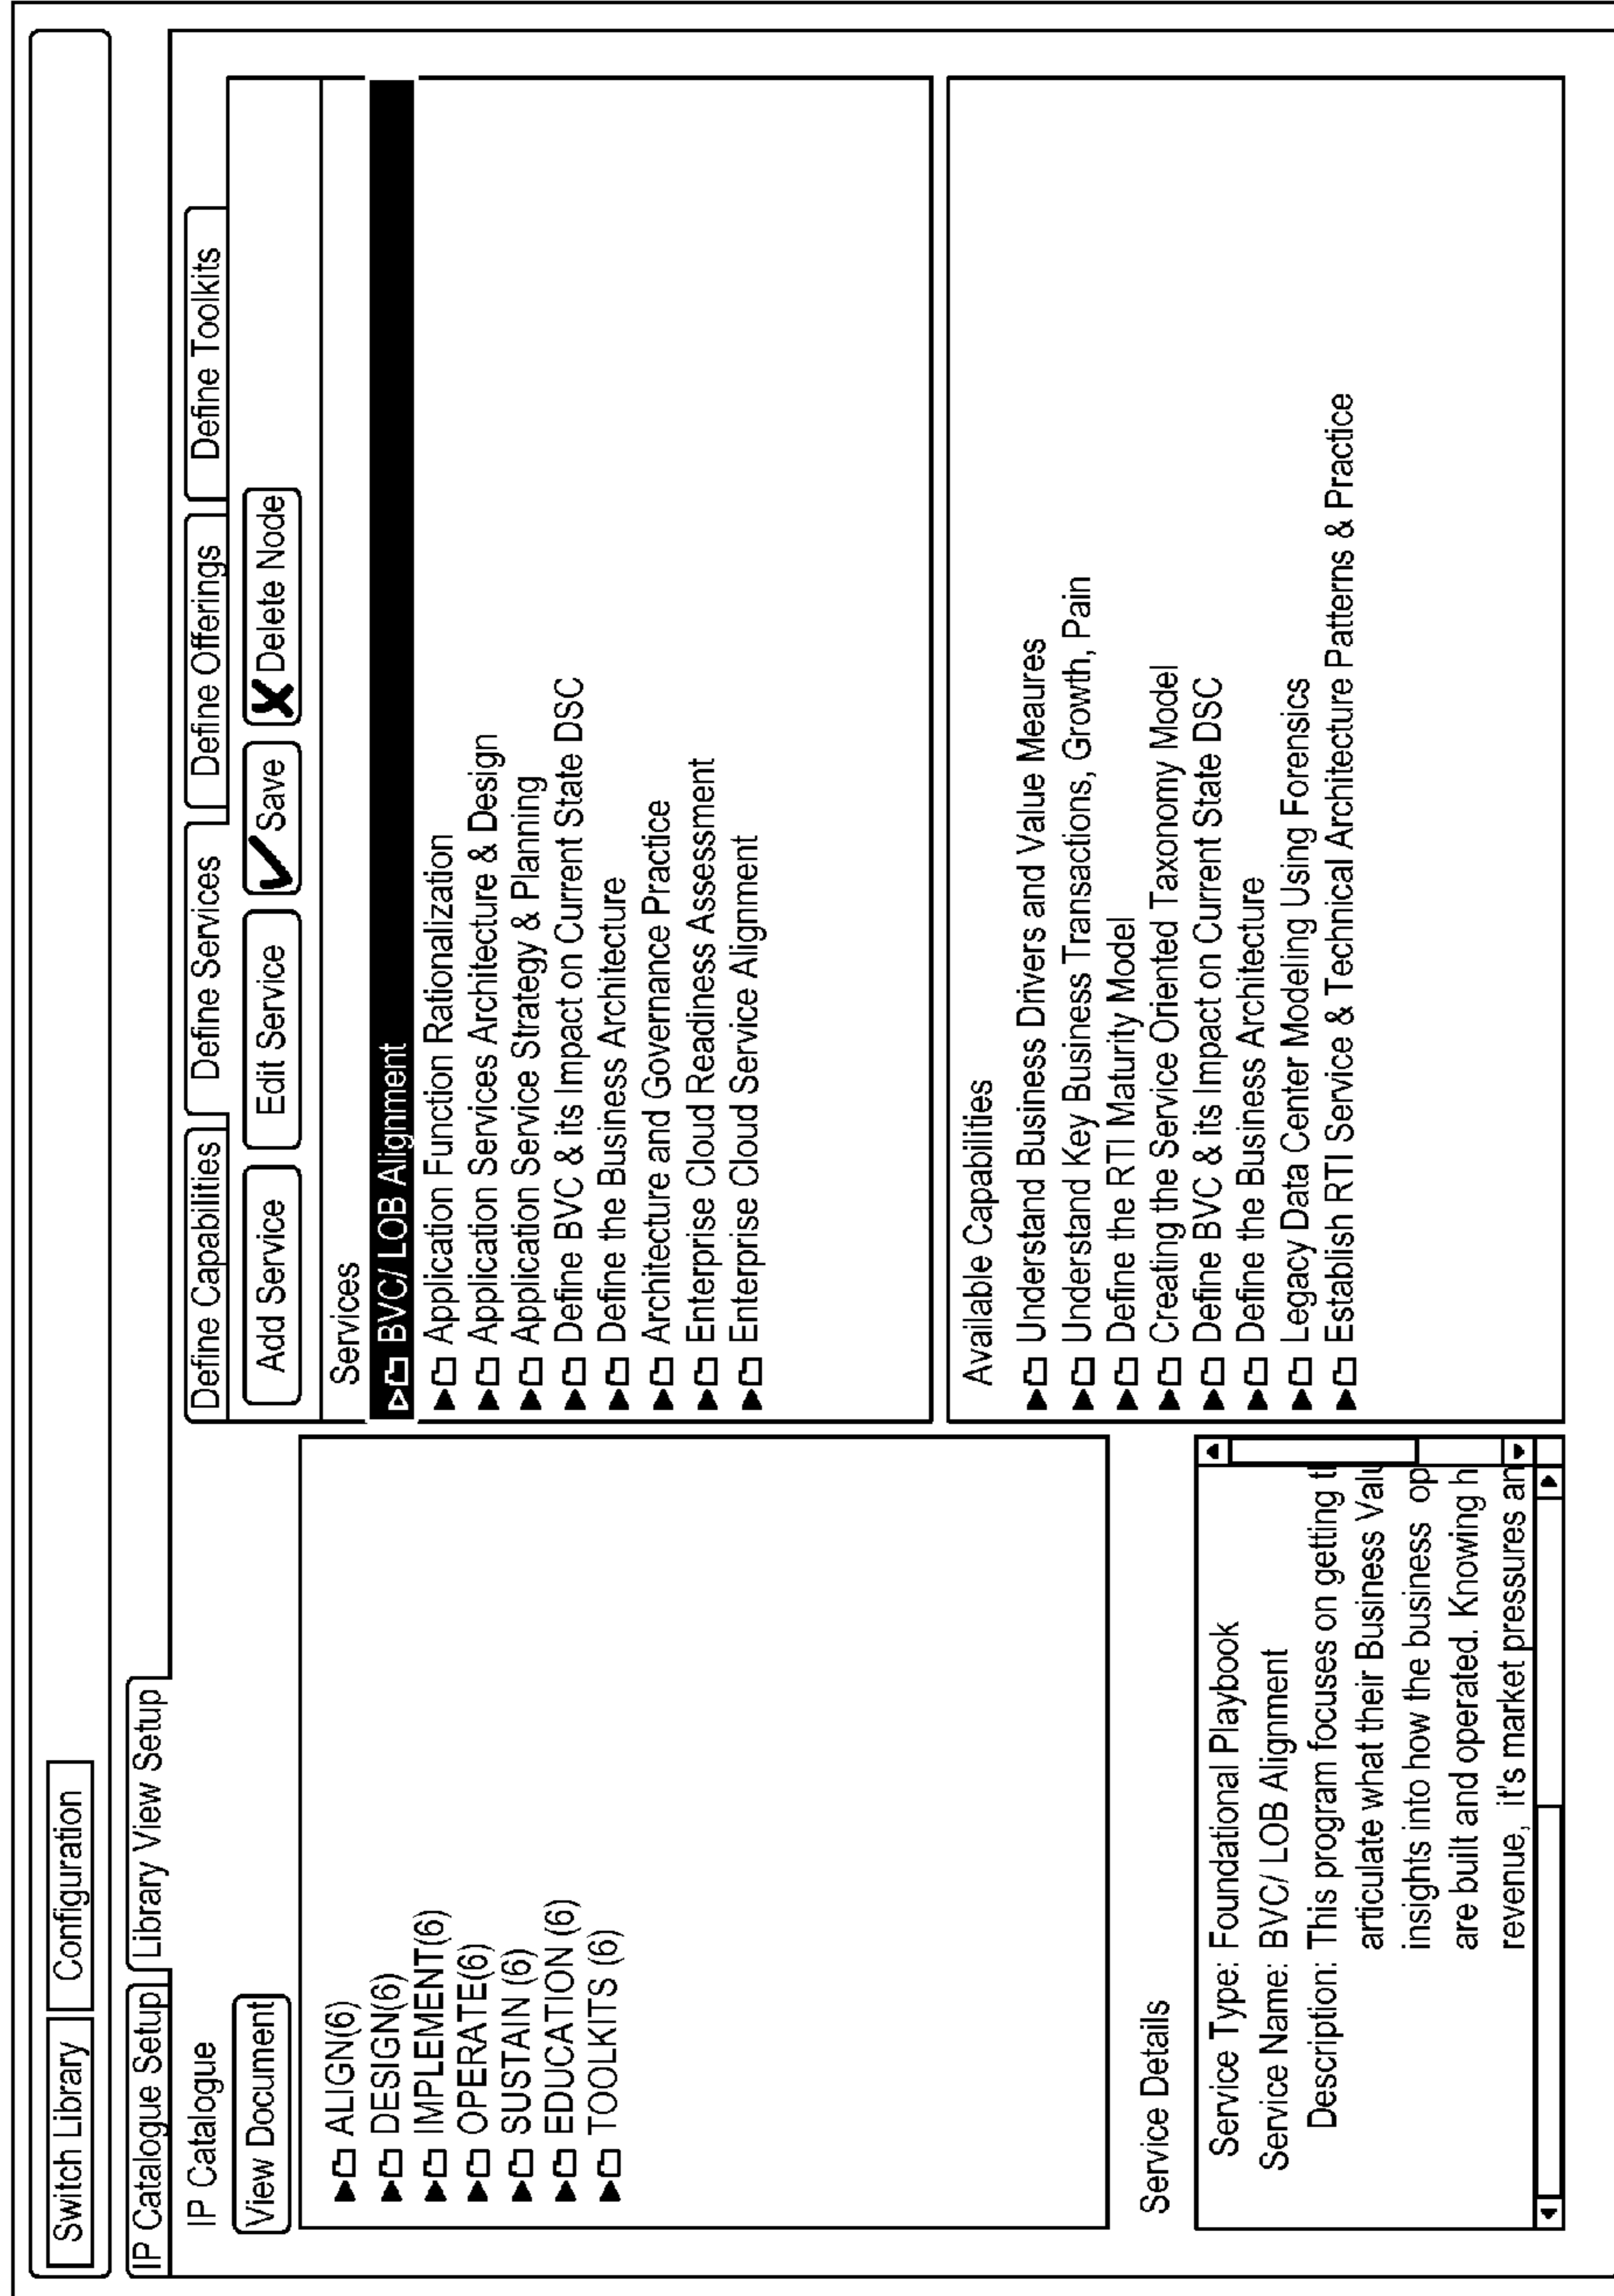 Switch Library Configuration
IP Catalogue Setup Library View Setup
IP Catalogue
View Document
ALIGN(6)
DESIGN(6)
IMPLEMENT(6)
OPERATE(6)
SUSTAIN (6)
EDUCATION (6)
TOOLKITS (6)
Service Details
Service Type: Foundational Playbook
Service Name: BVC/ LOB Alignment
Description: This program focuses on getting
articulate what their Business
insights into how the business
are built and operated. Knowing
revenue, it's market pressures
Define Capabilities Define Services Define Offerings Define Toolkits
Add Service Edit Service Save Delete Node
Services
BVC/ LOB Alignment
Application Function Rationalization
Application Services Architecture & Design
Application Service Strategy & Planning
Define BVC & its Impact on Current State DSC
Define the Business Architecture
Architecture and Governance Practice
Enterprise Cloud Readiness Assessment
Enterprise Cloud Service Alignment
Available Capabilities
Understand Business Drivers and Value Meaures
Understand Key Business Transactions, Growth, Pain
Define the RTI Maturity Model
Creating the Service Oriented Taxonomy Model
Define BVC & its Impact on Current State DSC
Define the Business Architecture
Legacy Data Center Modeling Using Forensics
Establish RTI Service & Technical Architecture Patterns & Practice